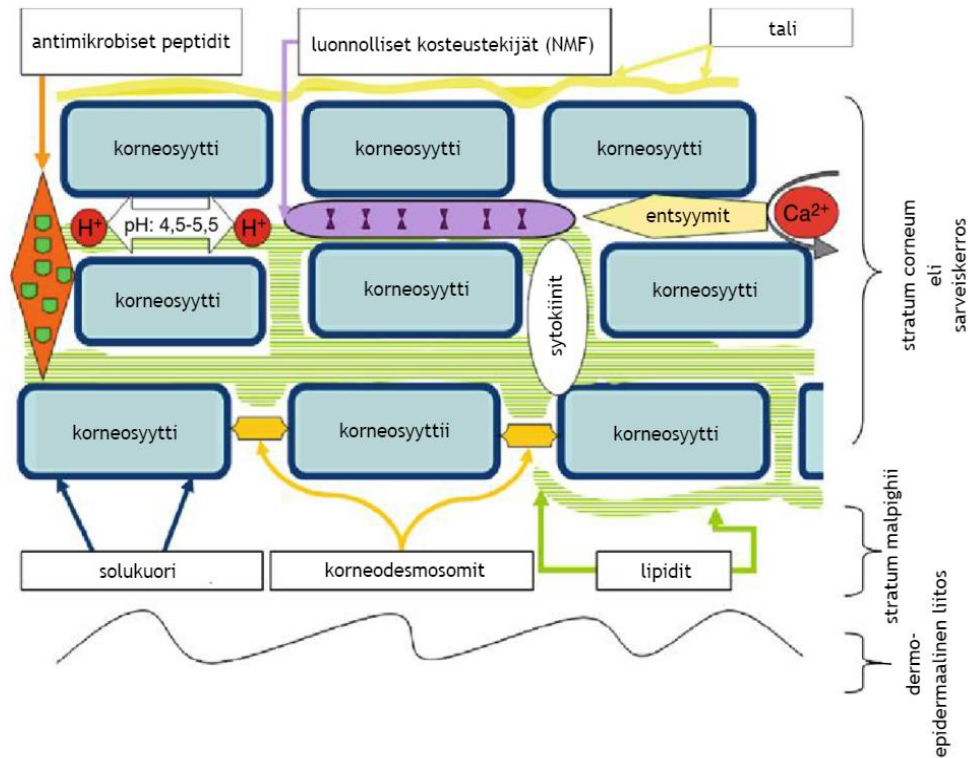 antimikrobiset peptidit
luonnolliset kosteustekijät (NMF)
tali
korneosyytti
korneosyytti
korneosyytti
H+
pH: 4,5-5,5
H+
entsyymit
Ca2+
korneosyytti
korneosyytti
sytokiinit
korneosyytti
korneosyytti
korneosyyttii
korneosyytti
solukuori
korneodesmosomit
lipidit
stratum corneum
eli
sarveiskerros
stratum malpighii
dermo-
epidermaalinen liitos